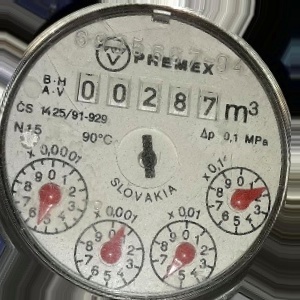 PREMEX
B-H
A-V
00287 m³
ČS 1425/91-929
N 1.5
90°C
Δp 0,1 MPa
SLOVAKIA
x 0,0001
x 0,1
x 0,001
x 0,01